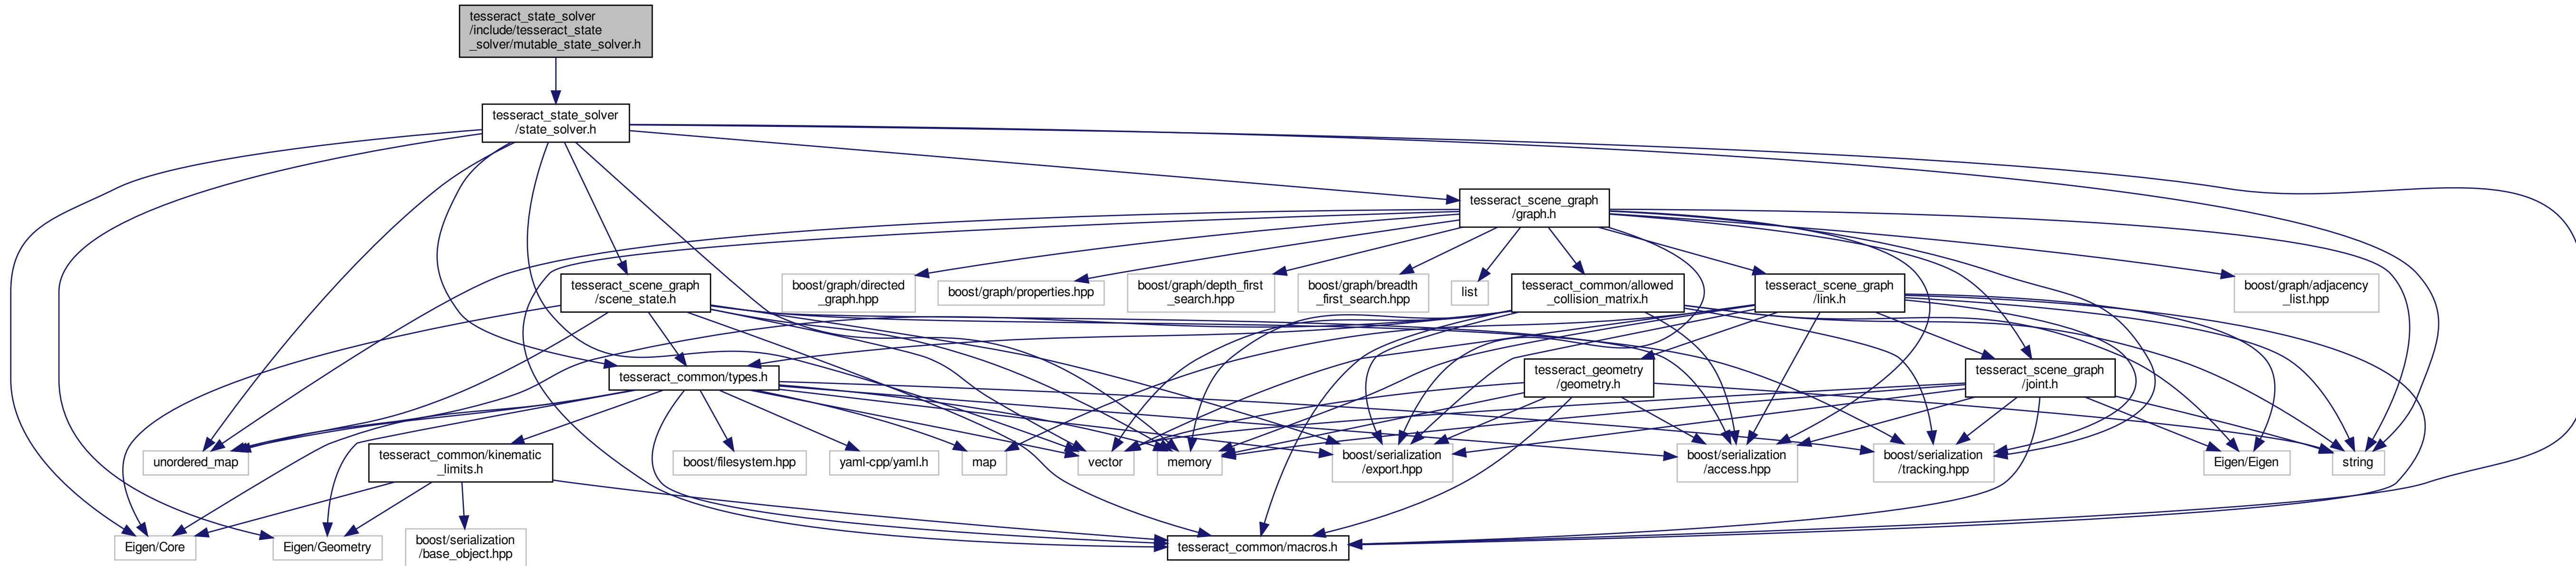 tesseract_state_solver
/include/tesseract_state
_solver/mutable_state_solver.h
tesseract_state_solver
/state_solver.h
tesseract_scene_graph
/graph.h
tesseract_scene_graph
/scene_state.h
boost/graph/directed
_graph.hpp
boost/graph/properties.hpp
boost/graph/depth_first
_search.hpp
boost/graph/breadth
_first_search.hpp
list
tesseract_common/allowed
_collision_matrix.h
tesseract_scene_graph
/link.h
boost/graph/adjacency
_list.hpp
tesseract_common/types.h
tesseract_geometry
/geometry.h
tesseract_scene_graph
/joint.h
unordered_map
tesseract_common/kinematic
_limits.h
boost/filesystem.hpp
yaml-cpp/yaml.h
map
vector
memory
boost/serialization
/export.hpp
boost/serialization
/access.hpp
boost/serialization
/tracking.hpp
Eigen/Eigen
string
Eigen/Core
Eigen/Geometry
boost/serialization
/base_object.hpp
tesseract_common/macros.h